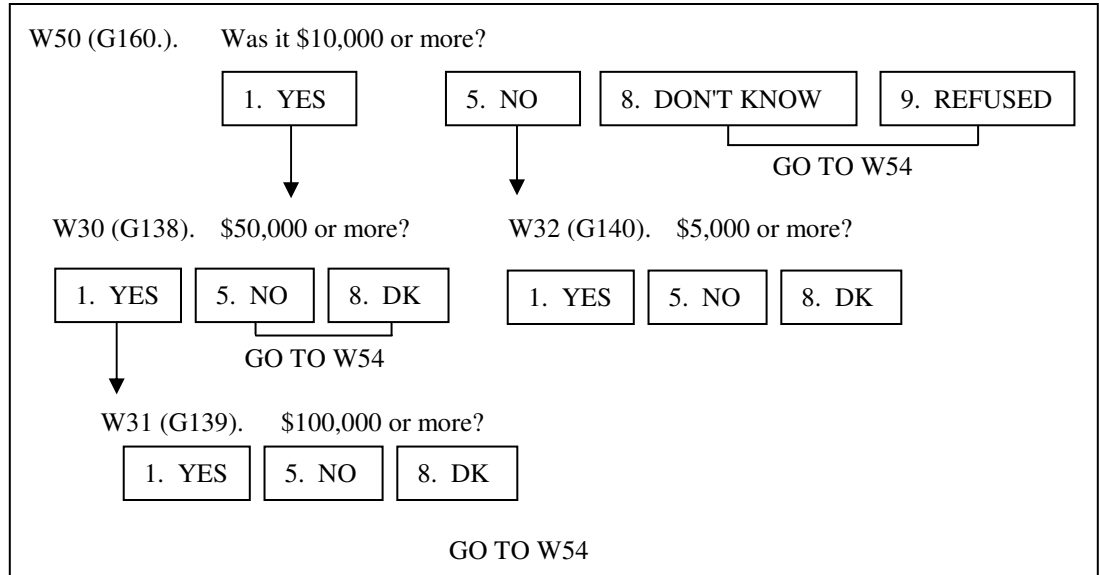 W50 (G160.). Was it $10,000 or more?
1. YES 5. NO 8. DON'T KNOW 9. REFUSED
GO TO W54
W30 (G138). $50,000 or more? W32 (G140). $5,000 or more?
1. YES 5. NO 8. DK 1. YES 5. NO 8. DK
GO TO W54
W31 (G139). $100,000 or more?
1. YES 5. NO 8. DK
GO TO W54